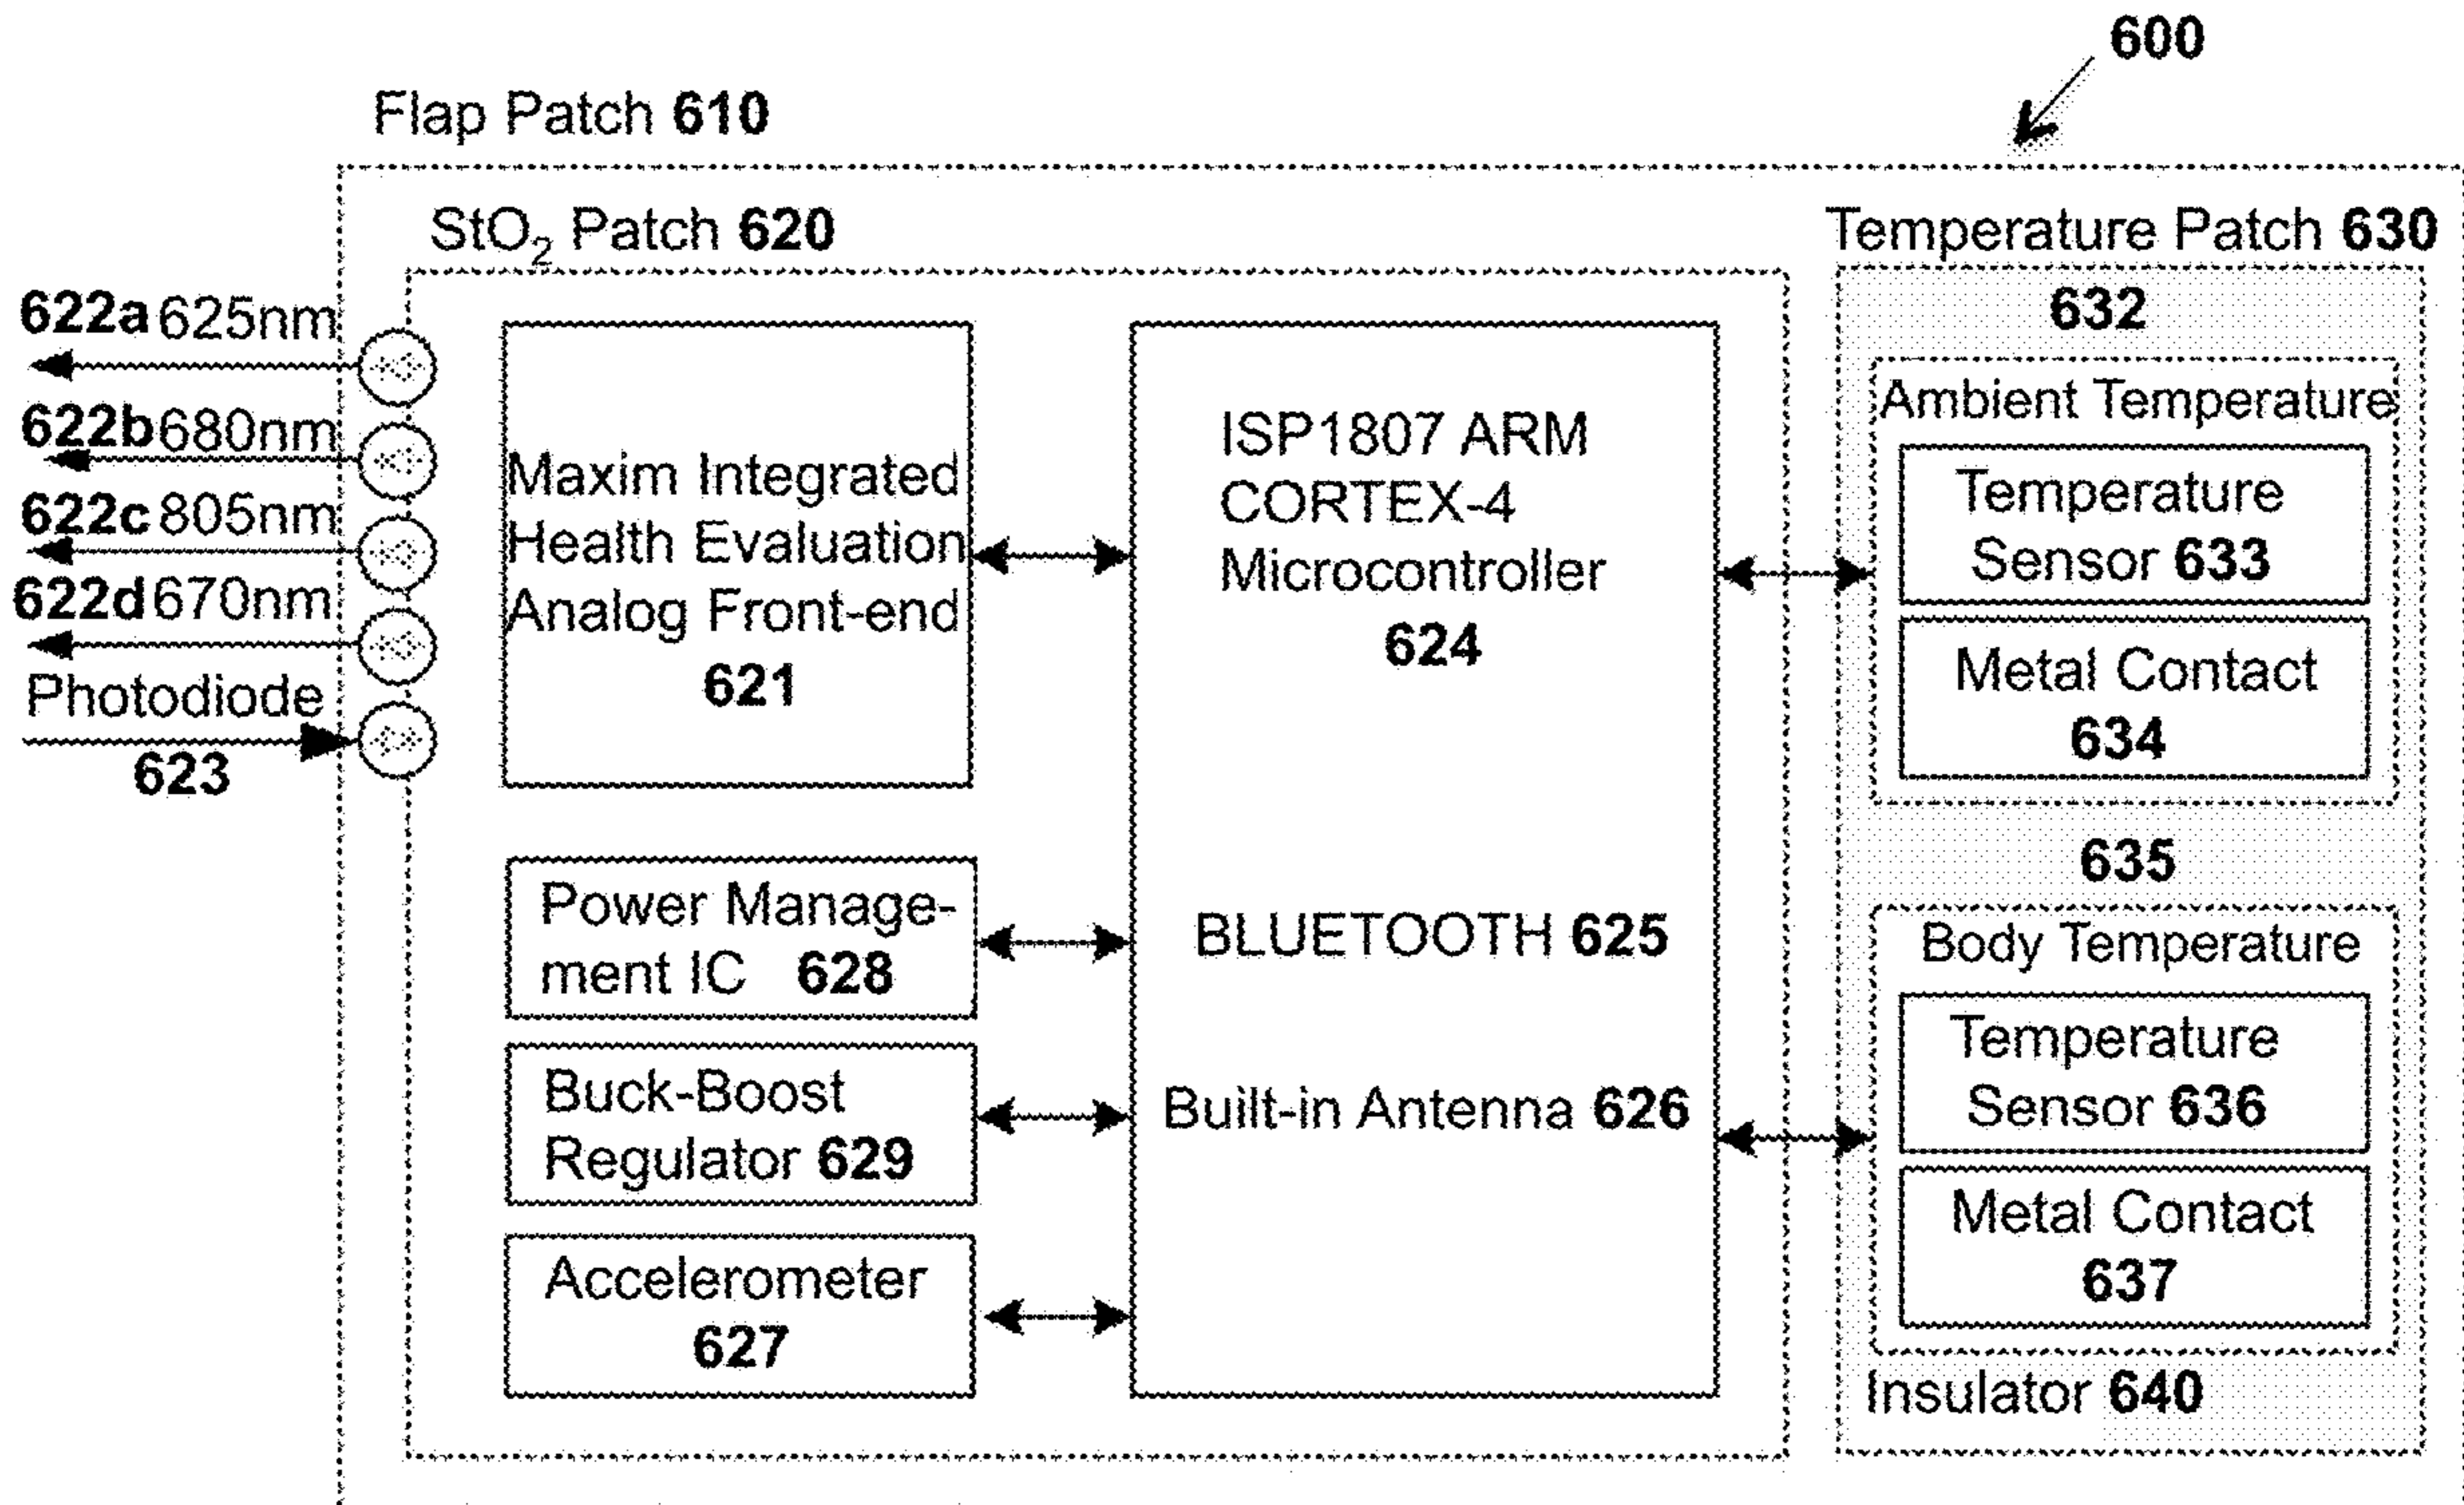 600
Flap Patch 610
StO₂ Patch 620
Temperature Patch 630
622a 625nm
622b 680nm
622c 805nm
622d 670nm
Photodiode
623
Maxim Integrated
Health Evaluation
Analog Front-end
621
ISP1807 ARM
CORTEX-4
Microcontroller
624
BLUETOOTH 625
Built-in Antenna 626
Power Manage-
ment IC 628
Buck-Boost
Regulator 629
Accelerometer
627
632
Ambient Temperature
Temperature
Sensor 633
Metal Contact
634
635
Body Temperature
Temperature
Sensor 636
Metal Contact
637
Insulator 640